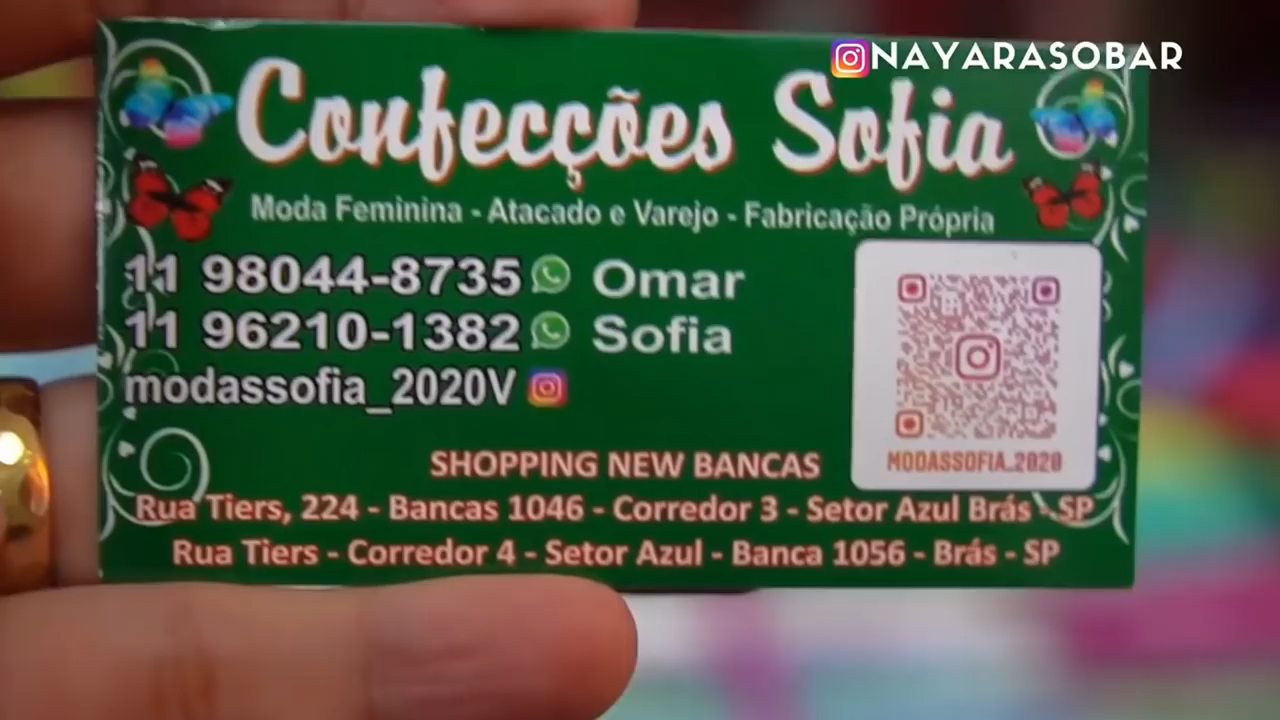 NAYARASOBAR
Confecções Sofia
Moda Feminina - Atacado e Varejo - Fabricação Própria
11 98044-8735 Omar
11 96210-1382 Sofia
modassofia_2020V
MODASSOFIA_2020
SHOPPING NEW BANCAS
Rua Tiers, 224 - Bancas 1046 - Corredor 3 - Setor Azul Brás - SP
Rua Tiers - Corredor 4 - Setor Azul - Banca 1056 - Brás - SP